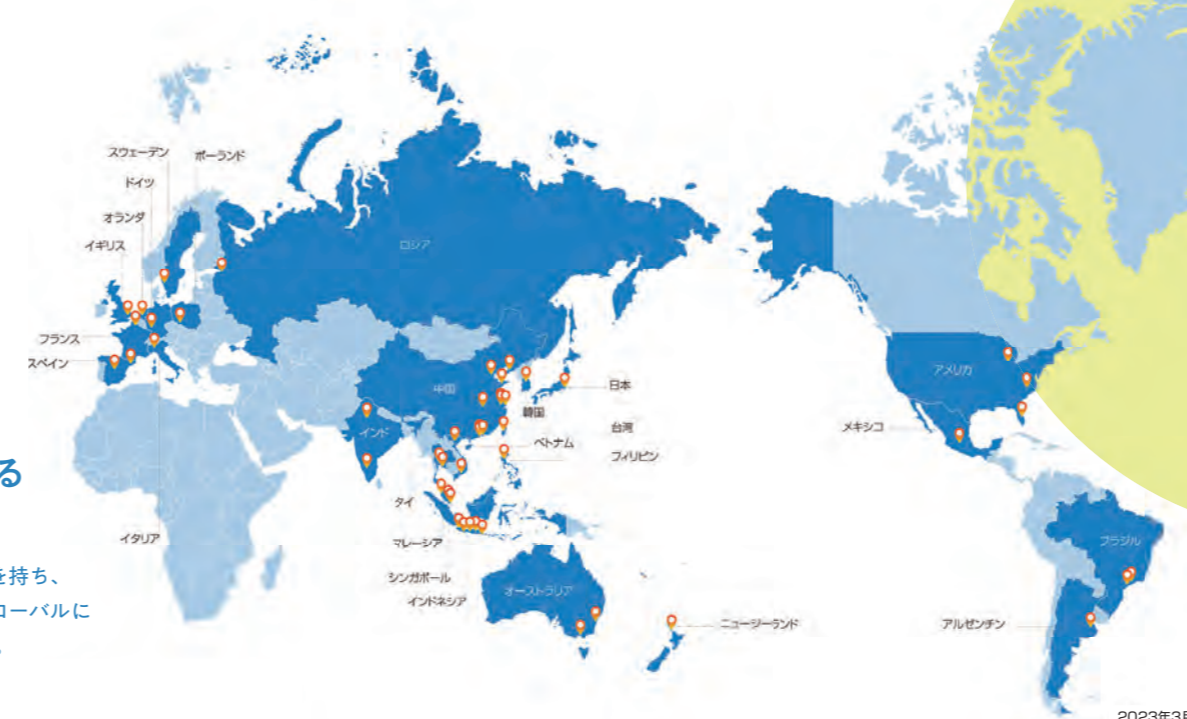 スウェーデン
ポーランド
ドイツ
オランダ
イギリス
ロシア
フランス
スペイン
中国
日本
韓国
インド
台湾
ベトナム
フィリピン
アメリカ
メキシコ
る
タイ
イタリア
マレーシア
を持ち、
シンガポール
オーストラリア
ブラジル
インドネシア
ローバルに
ニュージーランド
アルゼンチン
2023年3月